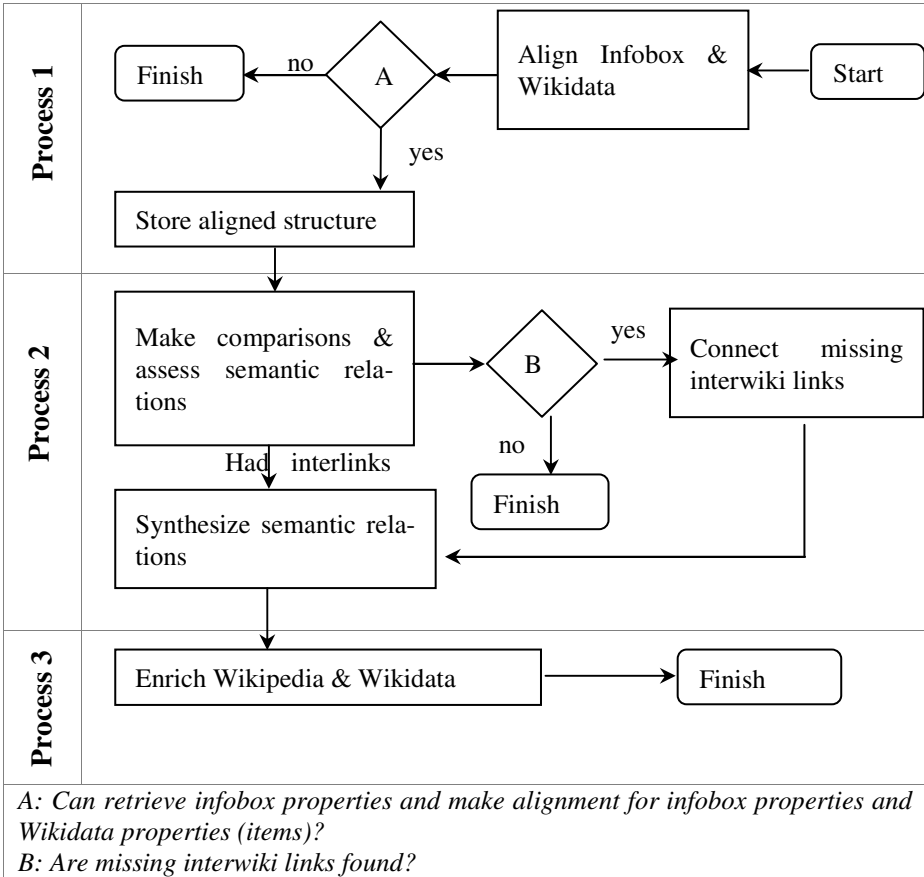 Process 1
Finish
no
A
Align Infobox &
Wikidata
Start
yes
Store aligned structure
Process 2
Make comparisons &
assess semantic rela-
tions
B
yes
Connect missing
interwiki links
no
Finish
Had interlinks
Synthesize semantic rela-
tions
Process 3
Enrich Wikipedia & Wikidata
Finish
A: Can retrieve infobox properties and make alignment for infobox properties and
Wikidata properties (items)?
B: Are missing interwiki links found?